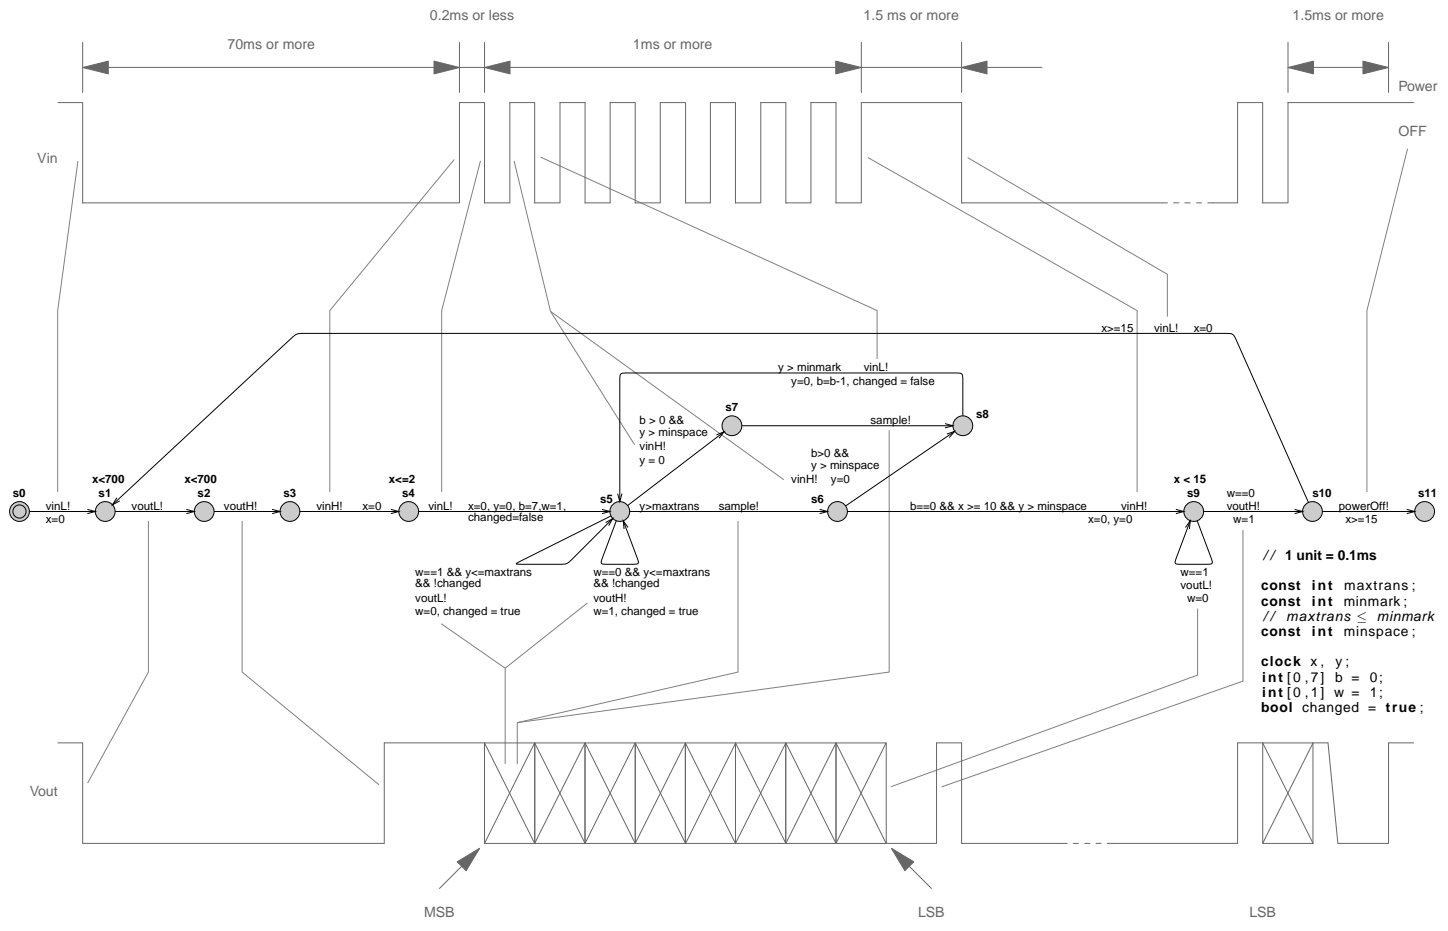 0.2ms or less
1.5 ms or more
1.5ms or more
70ms or more
1ms or more
Power
OFF
Vin
x>=15 vinL! x=0
y > minmark vinL!
y=0, b=b-1, changed = false
s7
s8
b > 0 &&
y > minspace
vinH!
y = 0
sample!
b>0 &&
y > minspace
vinH! y=0
x<700
x<700
x<=2
x < 15
s0
s1
s2
s3
s4
s5
s6
s9
s10
s11
vinL!
x=0
voutL!
voutH!
vinH! x=0
vinL!
x=0, y=0, b=7,w=1,
changed=false
y>maxtrans sample!
b==0 && x >= 10 && y > minspace vinH!
x=0, y=0
w==0
voutH!
w=1
powerOff!
x>=15
w==1 && y<=maxtrans
&& !changed
voutL!
w=0, changed = true
w==0 && y<=maxtrans
&& !changed
voutH!
w=1, changed = true
w==1
voutL!
w=0
// 1 unit = 0.1ms
const int maxtrans;
const int minmark;
// maxtrans ≤ minmark
const int minspace;
clock x, y;
int[0,7] b = 0;
int[0,1] w = 1;
bool changed = true;
Vout
MSB
LSB
LSB